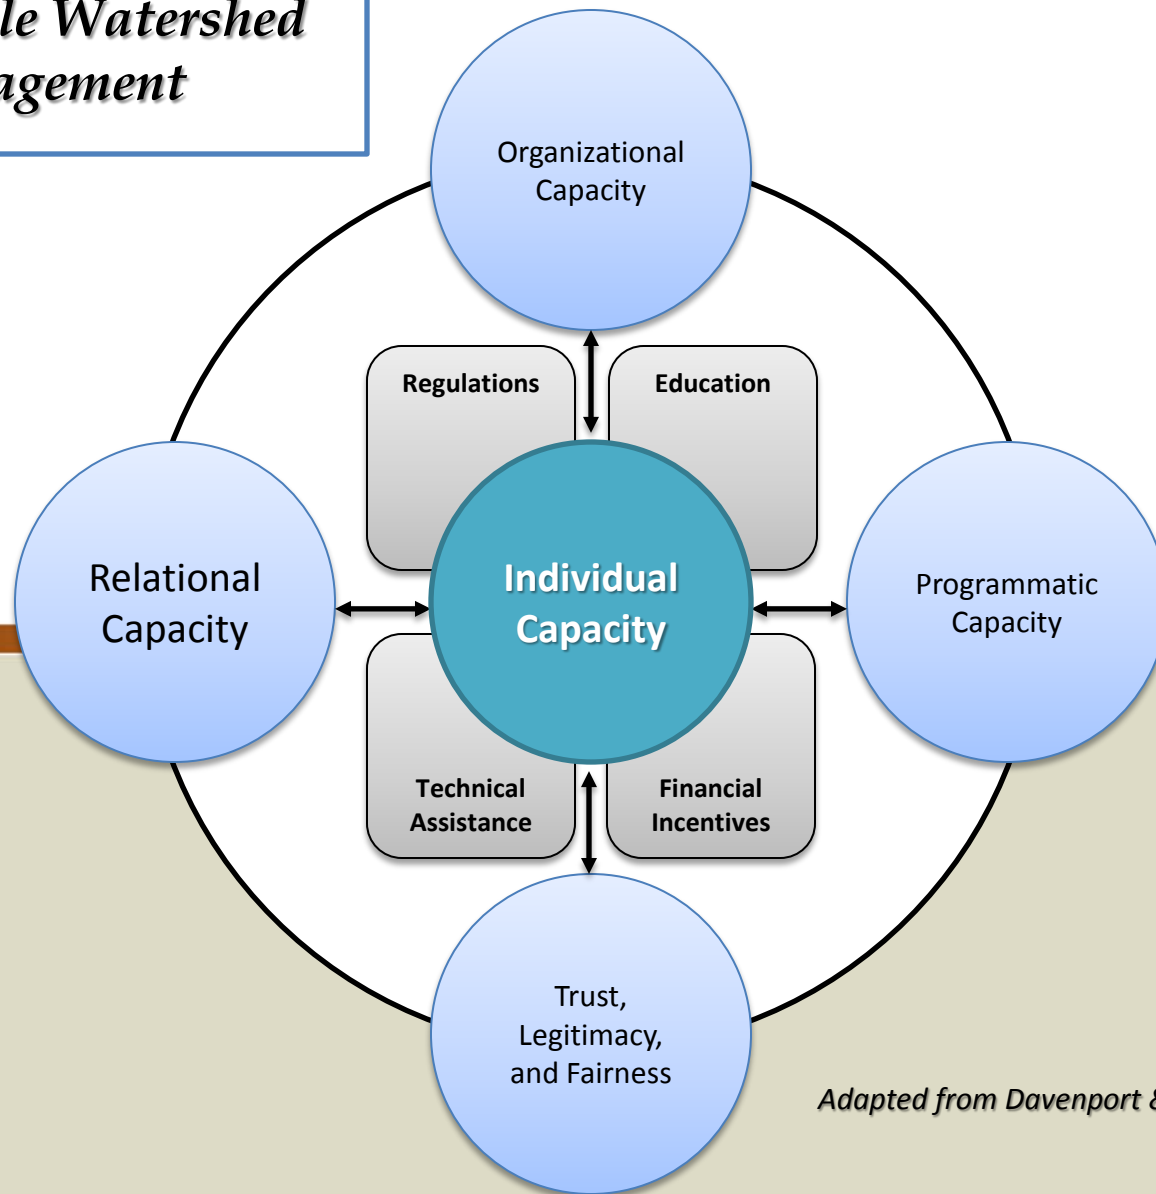 le Watershed
agement
Organizational
Capacity
Regulations
Education
Relational
Capacity
Individual
Capacity
Programmatic
Capacity
Technical
Assistance
Financial
Incentives
Trust,
Legitimacy,
and Fairness
Adapted from Davenport &